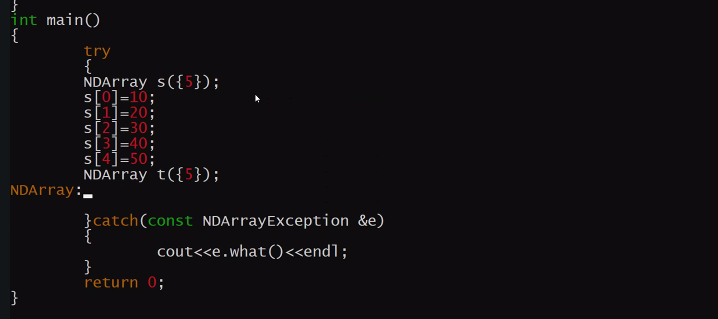 }
int main()
{
try
{
NDArray s({5});
s[0]=10;
s[1]=20;
s[2]=30;
s[3]=40;
s[4]=50;
NDArray t({5});
NDArray:
}catch(const NDArrayException &e)
{
cout<<e.what()<<endl;
}
return 0;
}